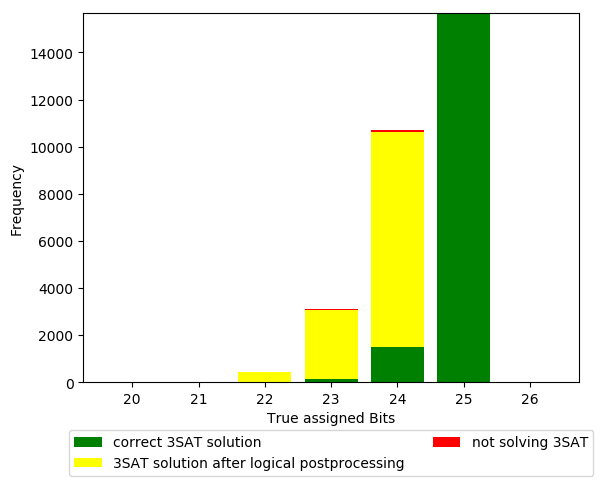 14000
12000
10000
8000
6000
4000
2000
0
Frequency
20 21 22 23 24 25 26
True assigned Bits
correct 3SAT solution
not solving 3SAT
3SAT solution after logical postprocessing